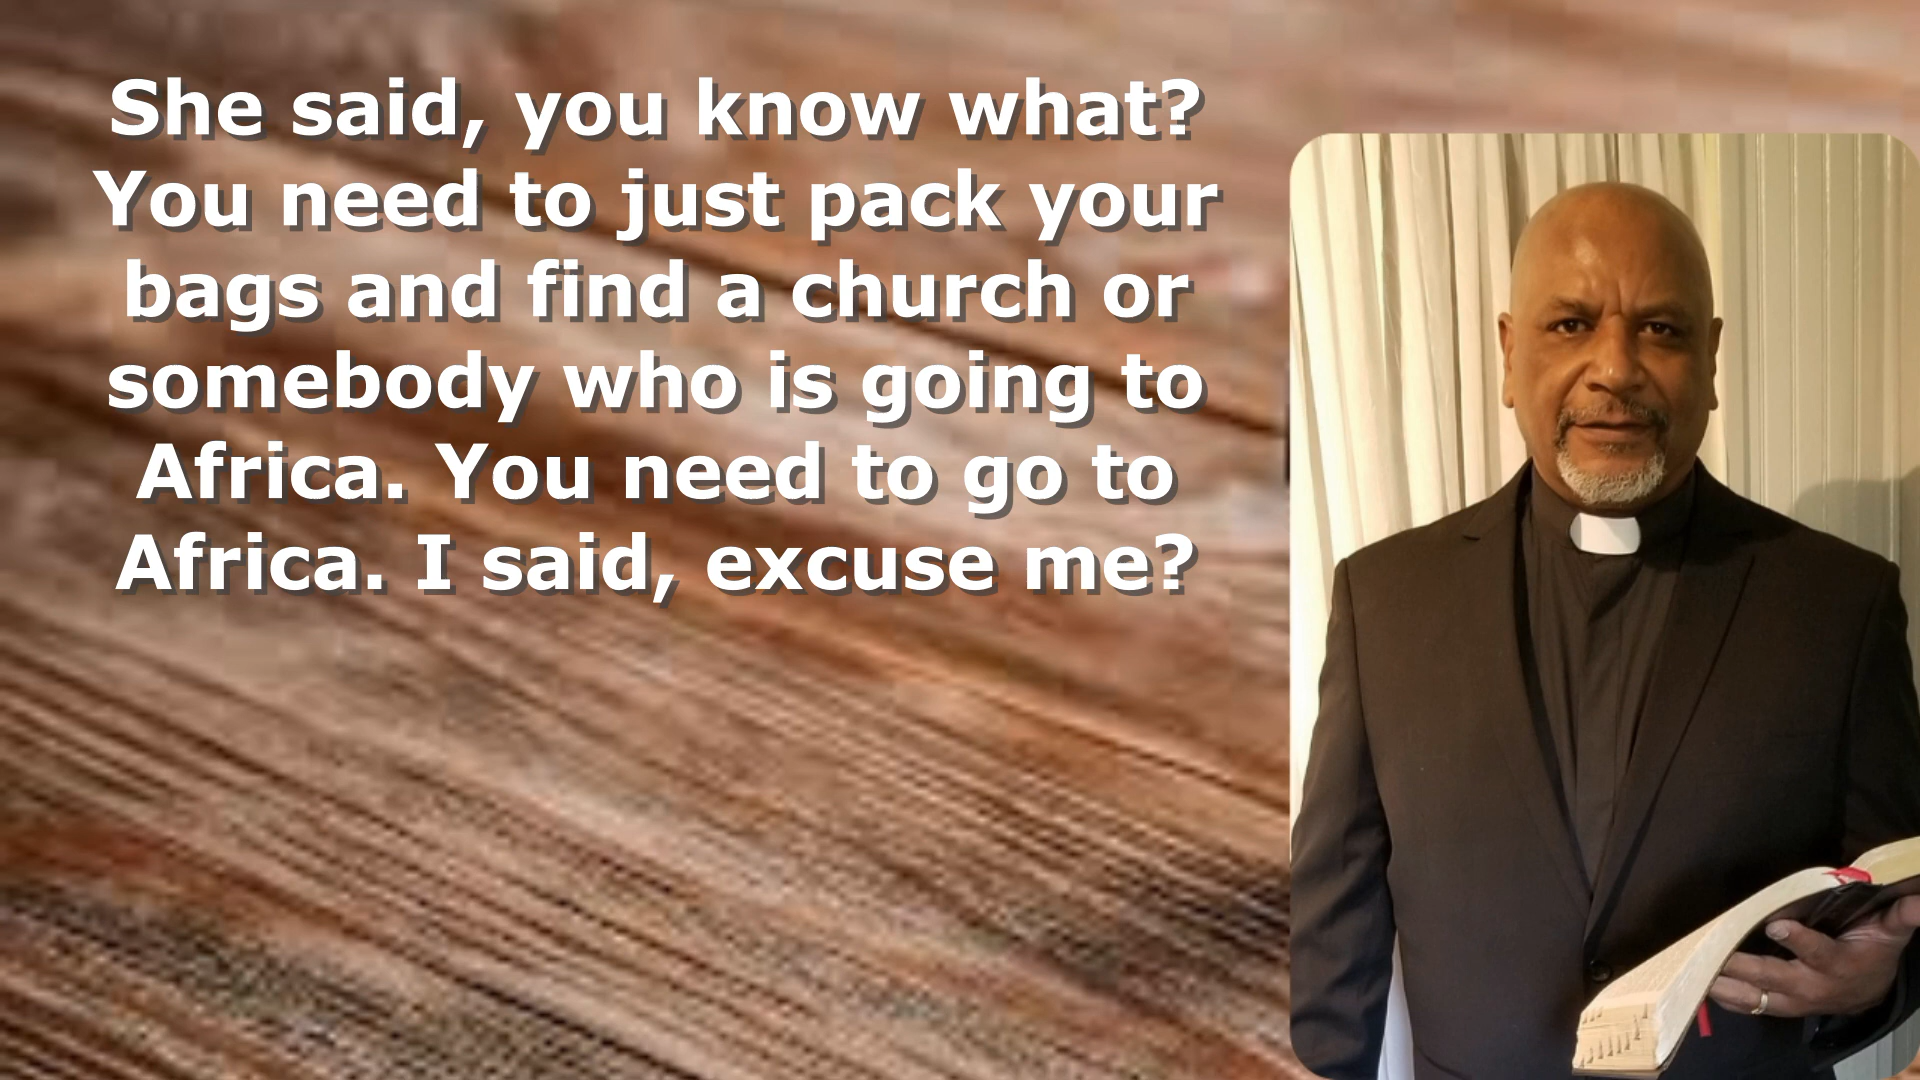 She said, you know what?
You need to just pack your
bags and find a church or
somebody who is going to
Africa. You need to go to
Africa. I said, excuse me?